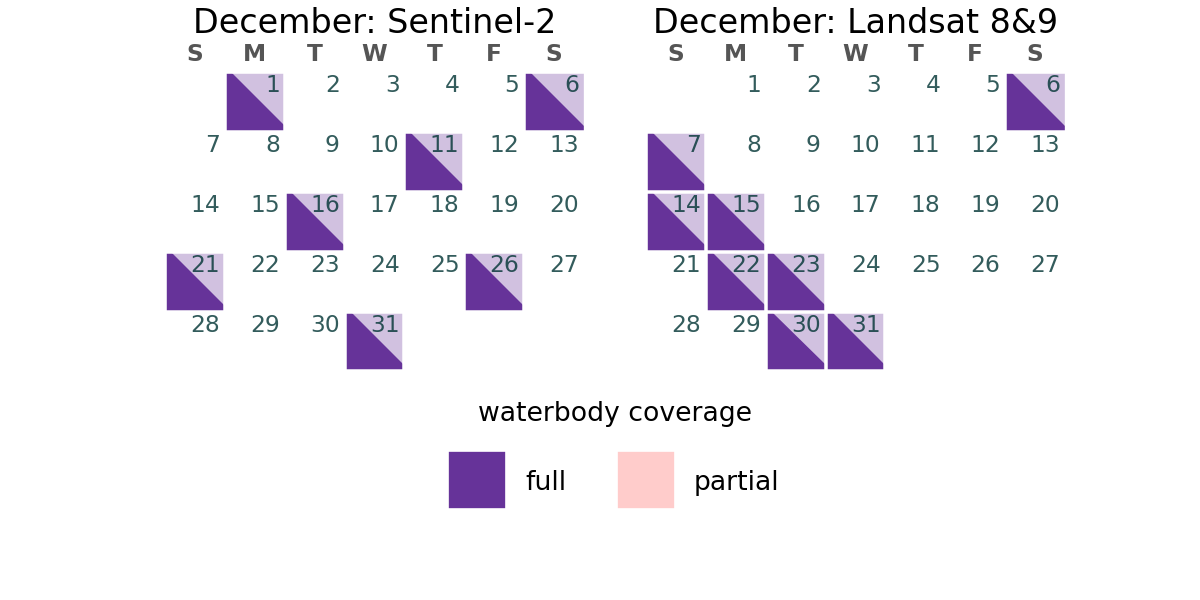 December: Sentinel-2
S M T W T F S
1 2 3 4 5 6
7 8 9 10 11 12 13
14 15 16 17 18 19 20
21 22 23 24 25 26 27
28 29 30 31
December: Landsat 8&9
S M T W T F S
1 2 3 4 5 6
7 8 9 10 11 12 13
14 15 16 17 18 19 20
21 22 23 24 25 26 27
28 29 30 31
waterbody coverage
full partial